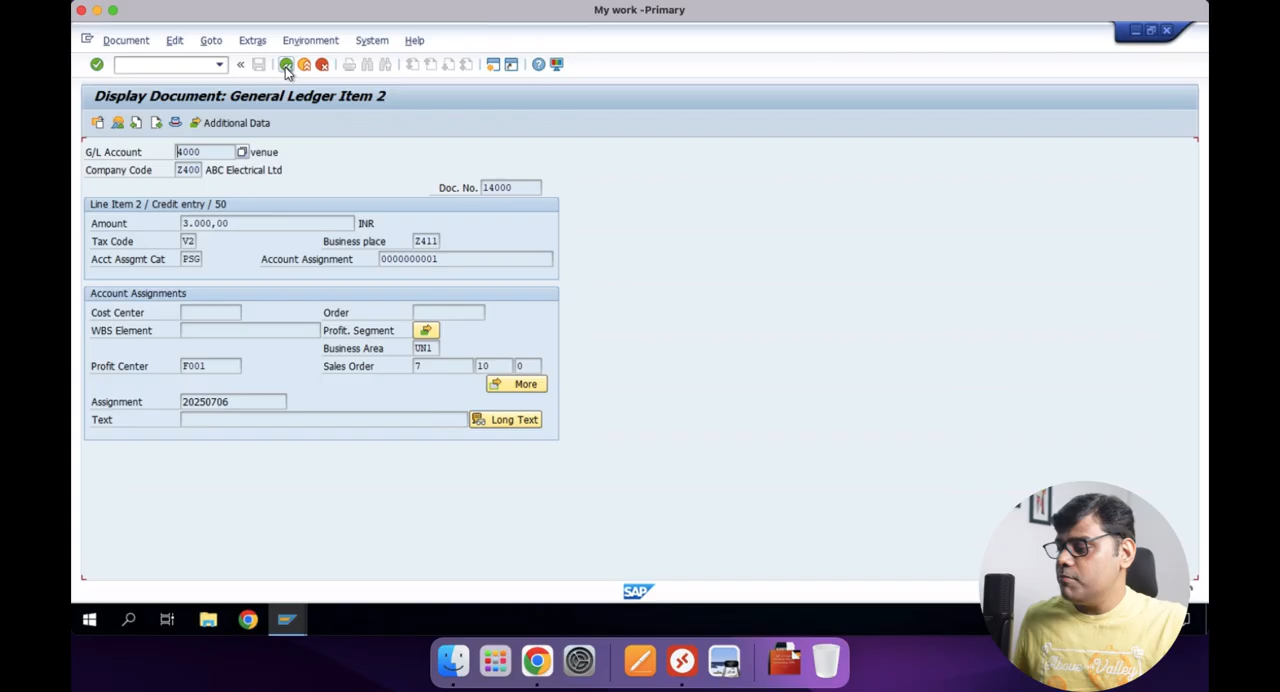 My work -Primary
Document Edit Goto Extras Environment System Help
«
Display Document: General Ledger Item 2
Additional Data
G/L Account 4000 venue
Company Code Z400 ABC Electrical Ltd
Doc. No. 14000
Line Item 2 / Credit entry / 50
Amount 3.000,00 INR
Tax Code V2 Business place Z411
Acct Assgmt Cat PSG Account Assignment 0000000001
Account Assignments
Cost Center Order
WBS Element Profit. Segment
Business Area UN1
Profit Center F001 Sales Order 7 10 0
More
Assignment 20250706
Text Long Text
SAP
Above Valley